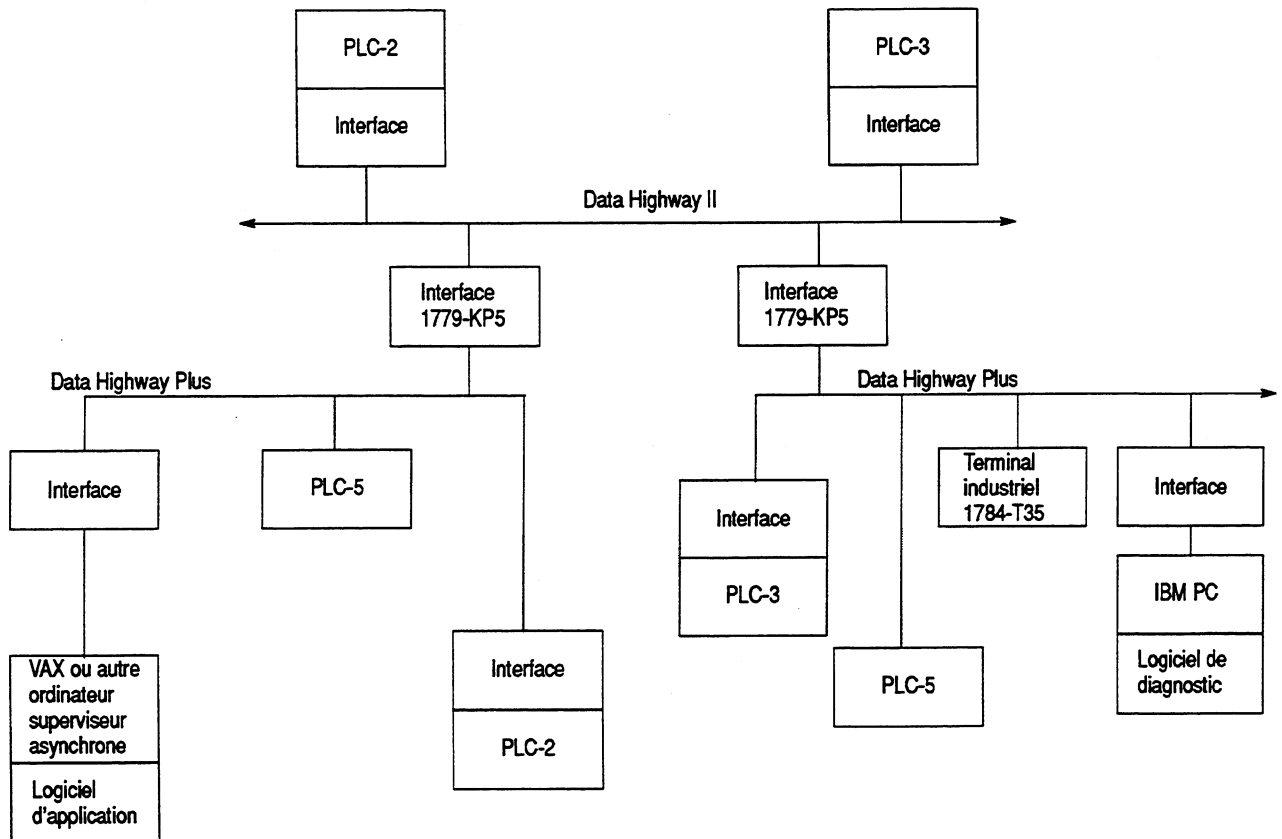 PLC-2
Interface
PLC-3
Interface
Data Highway II
Interface
1779-KP5
Interface
1779-KP5
Data Highway Plus
Data Highway Plus
Interface
PLC-5
Interface
PLC-2
VAX ou autre
ordinateur
superviseur
asynchrone
Logiciel
d'application
Interface
PLC-3
PLC-5
Terminal
industriel
1784-T35
Interface
IBM PC
Logiciel de
diagnostic